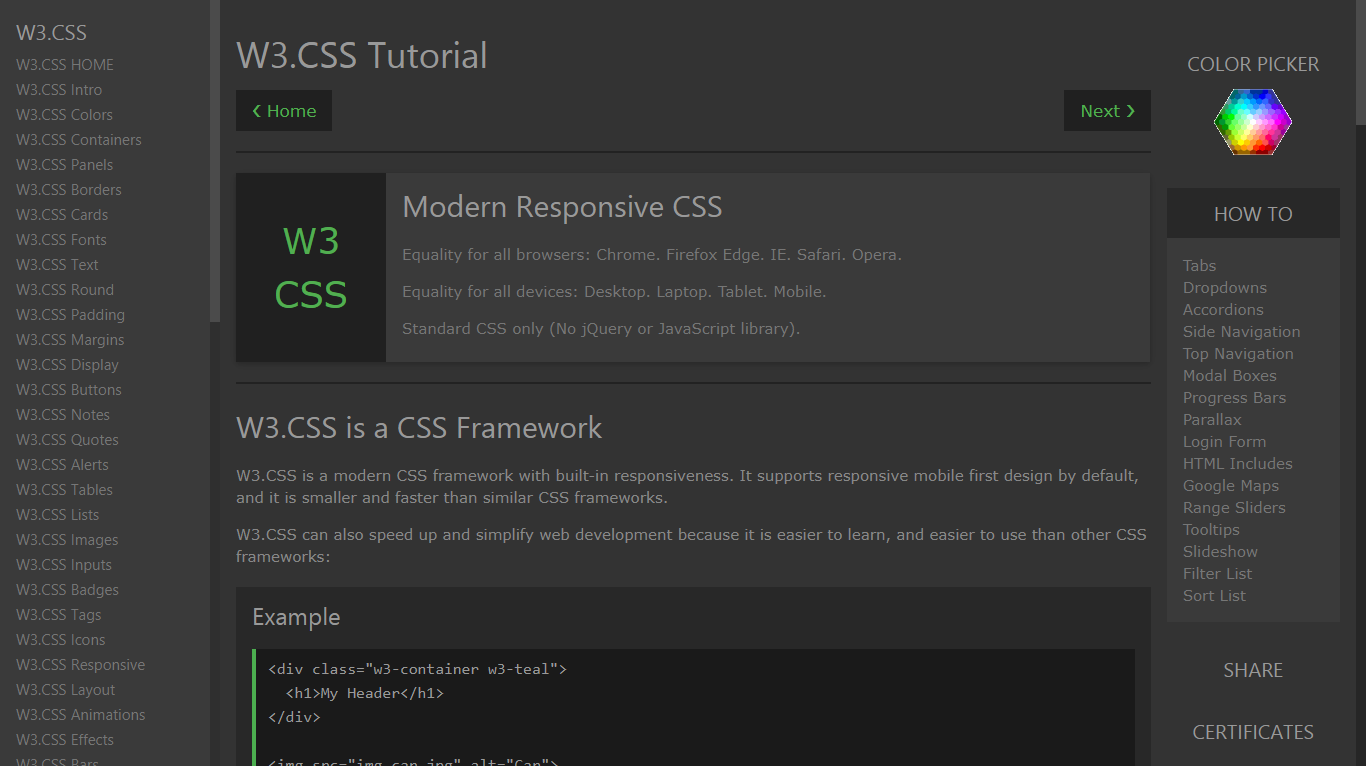 W3.CSS
W3.CSS HOME
W3.CSS Intro
W3.CSS Colors
W3.CSS Containers
W3.CSS Panels
W3.CSS Borders
W3.CSS Cards
W3.CSS Fonts
W3.CSS Text
W3.CSS Round
W3.CSS Padding
W3.CSS Margins
W3.CSS Display
W3.CSS Buttons
W3.CSS Notes
W3.CSS Quotes
W3.CSS Alerts
W3.CSS Tables
W3.CSS Lists
W3.CSS Images
W3.CSS Inputs
W3.CSS Badges
W3.CSS Tags
W3.CSS Icons
W3.CSS Responsive
W3.CSS Layout
W3.CSS Animations
W3.CSS Effects
W3.CSS Bars
W3.CSS Tutorial
❮ Home
Next ❯
W3
CSS
Modern Responsive CSS
Equality for all browsers: Chrome. Firefox Edge. IE. Safari. Opera.
Equality for all devices: Desktop. Laptop. Tablet. Mobile.
Standard CSS only (No jQuery or JavaScript library).
W3.CSS is a CSS Framework
W3.CSS is a modern CSS framework with built-in responsiveness. It supports responsive mobile first design by default,
and it is smaller and faster than similar CSS frameworks.
W3.CSS can also speed up and simplify web development because it is easier to learn, and easier to use than other CSS
frameworks:
Example
<div class="w3-container w3-teal">
  <h1>My Header</h1>
</div>
<img src="img_car.jpg" alt="Car">
COLOR PICKER
HOW TO
Tabs
Dropdowns
Accordions
Side Navigation
Top Navigation
Modal Boxes
Progress Bars
Parallax
Login Form
HTML Includes
Google Maps
Range Sliders
Tooltips
Slideshow
Filter List
Sort List
SHARE
CERTIFICATES